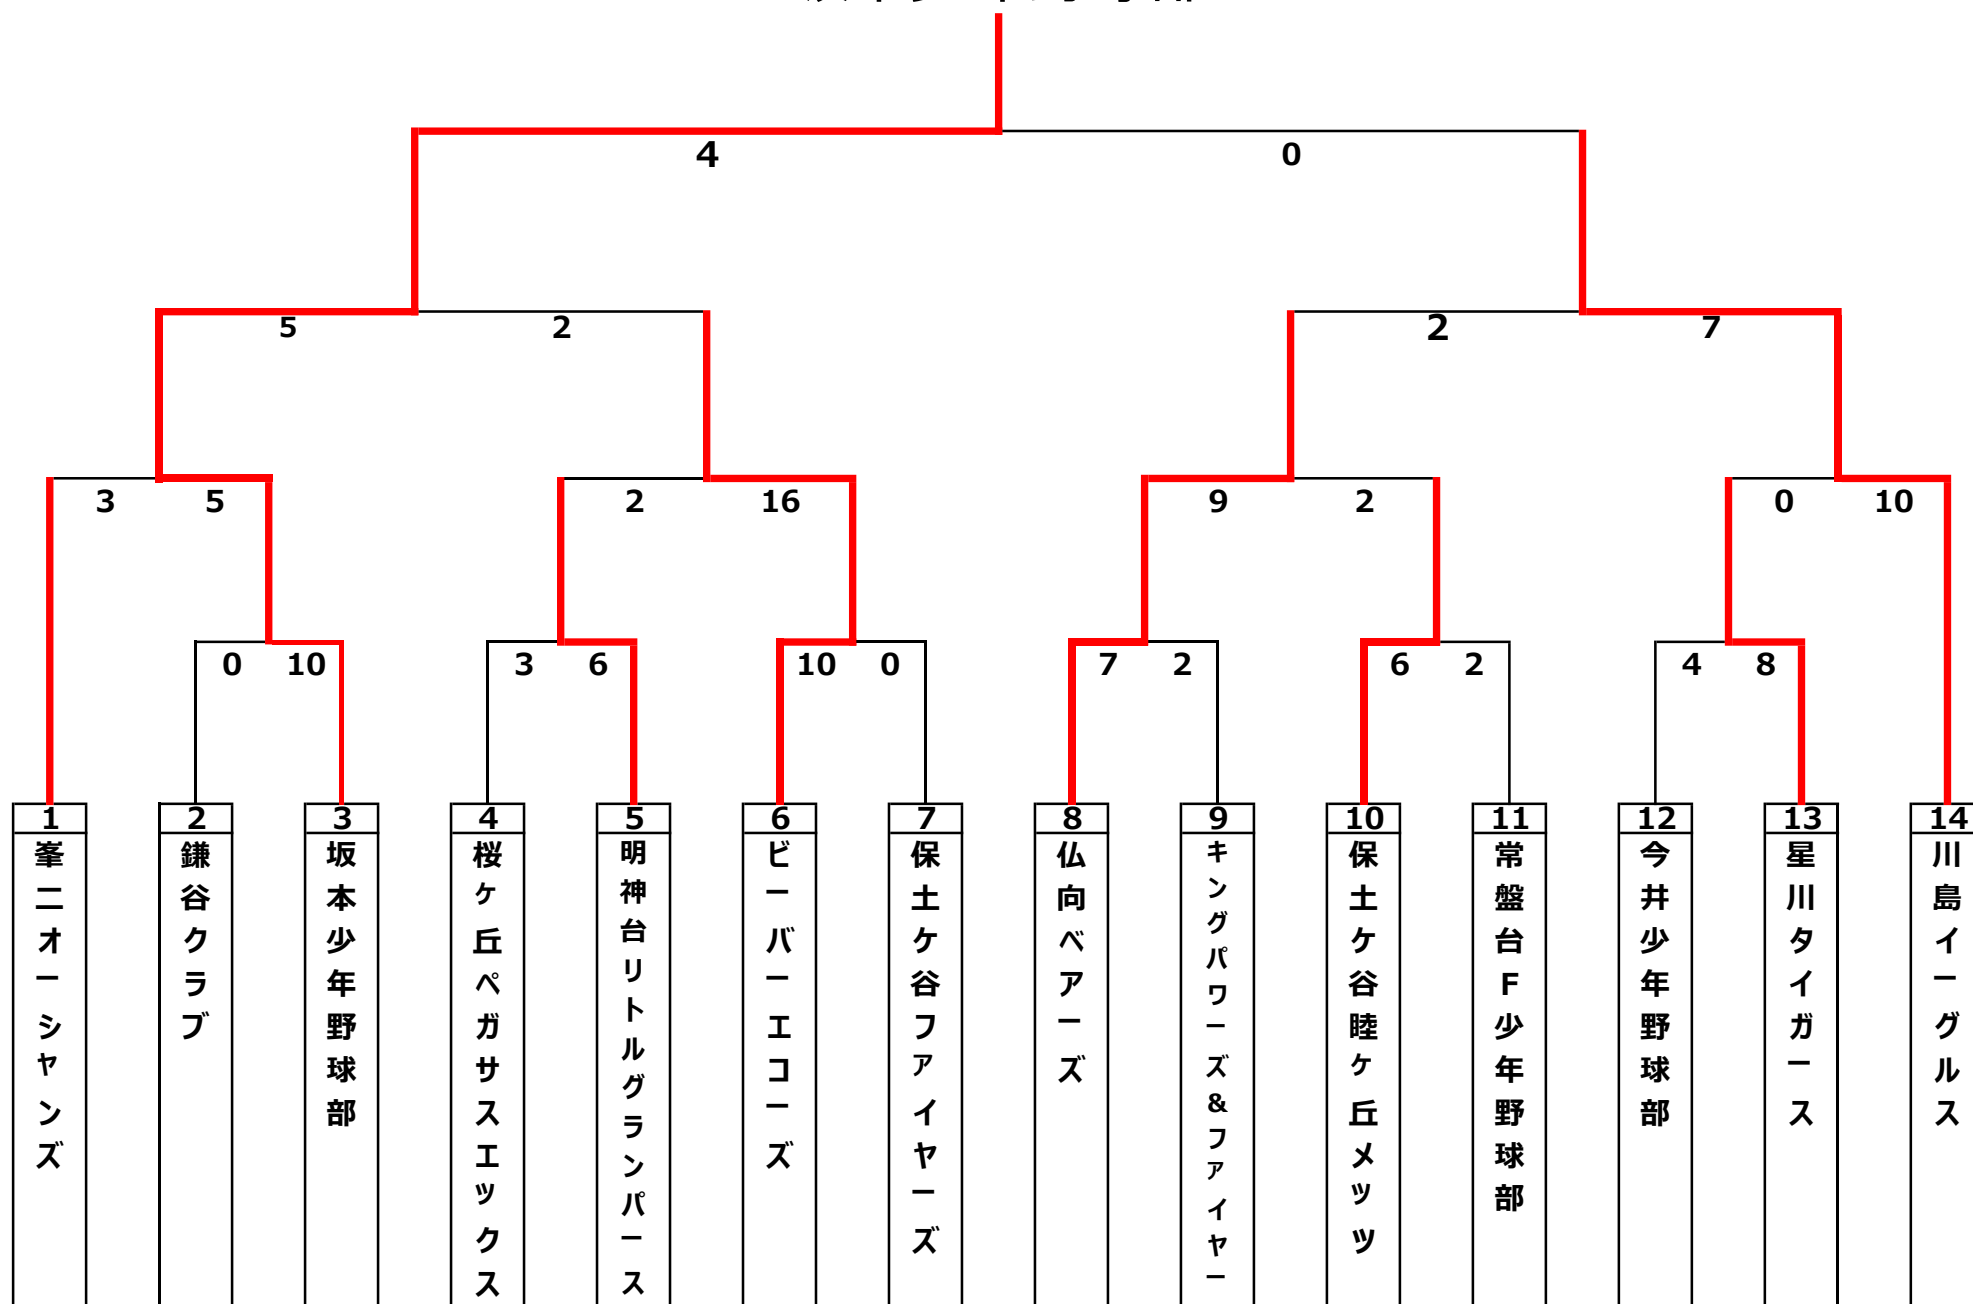 4 0
5 2 2 7
3 5 2 16 9 2 0 10
0 10 3 6 10 0 7 2 6 2 4 8
1 2 3 4 5 6 7 8 9 10 11 12 13 14
峯二オーシャンズ
鎌谷クラブ
坂本少年野球部
桜ケ丘ペガサスエックス
明神台リトルグランパース
ビーバーエコーズ
保土ケ谷ファイヤーズ
仏向ベアーズ
キングパワーズ&ファイヤー
保土ケ谷睦ケ丘メッツ
常盤台F少年野球部
今井少年野球部
星川タイガース
川島イーグルス